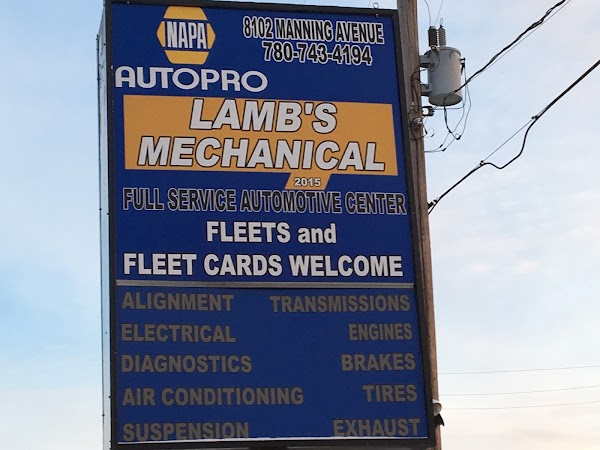 NAPA
8102 MANNING AVENUE
780-743-4194
AUTOPRO
LAMB'S
MECHANICAL
2015
FULL SERVICE AUTOMOTIVE CENTER
FLEETS and
FLEET CARDS WELCOME
ALIGNMENT TRANSMISSIONS
ELECTRICAL ENGINES
DIAGNOSTICS BRAKES
AIR CONDITIONING TIRES
SUSPENSION EXHAUST